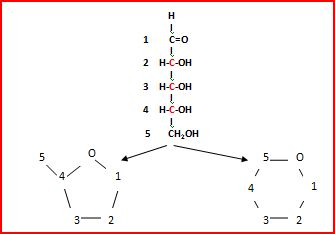 H
1 C=O
2 H-C-OH
3 H-C-OH
4 H-C-OH
5 CH₂OH
5 O 5 O
4 1 4 1
3 2 3 2